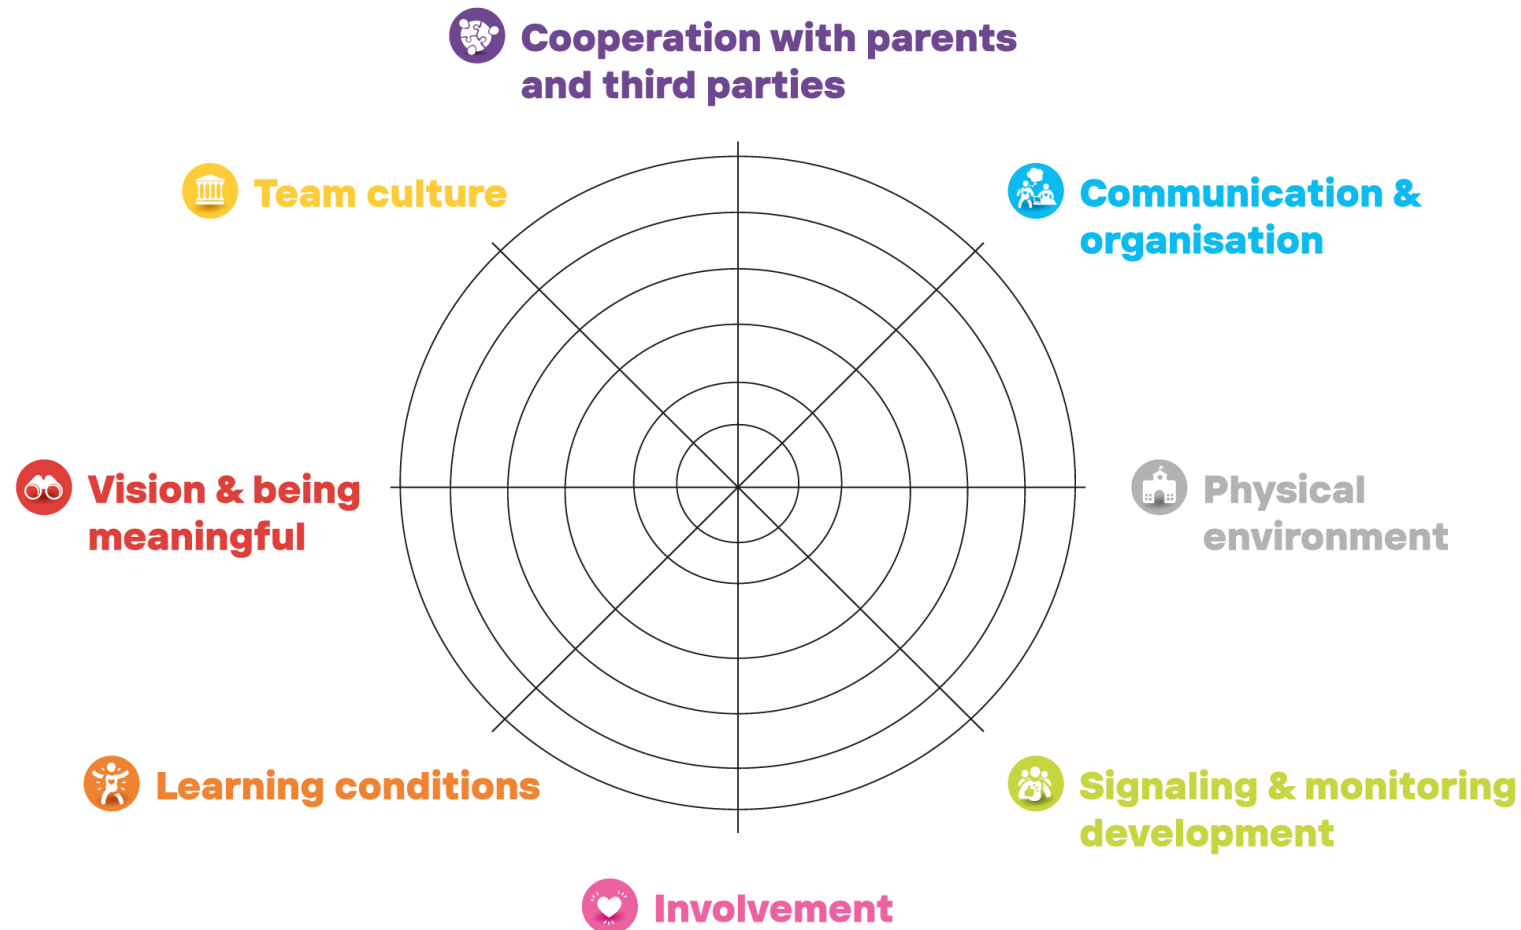 Cooperation with parents
and third parties
Team culture
Communication &
organisation
Vision & being
meaningful
Physical
environment
Learning conditions
Signaling & monitoring
development
Involvement